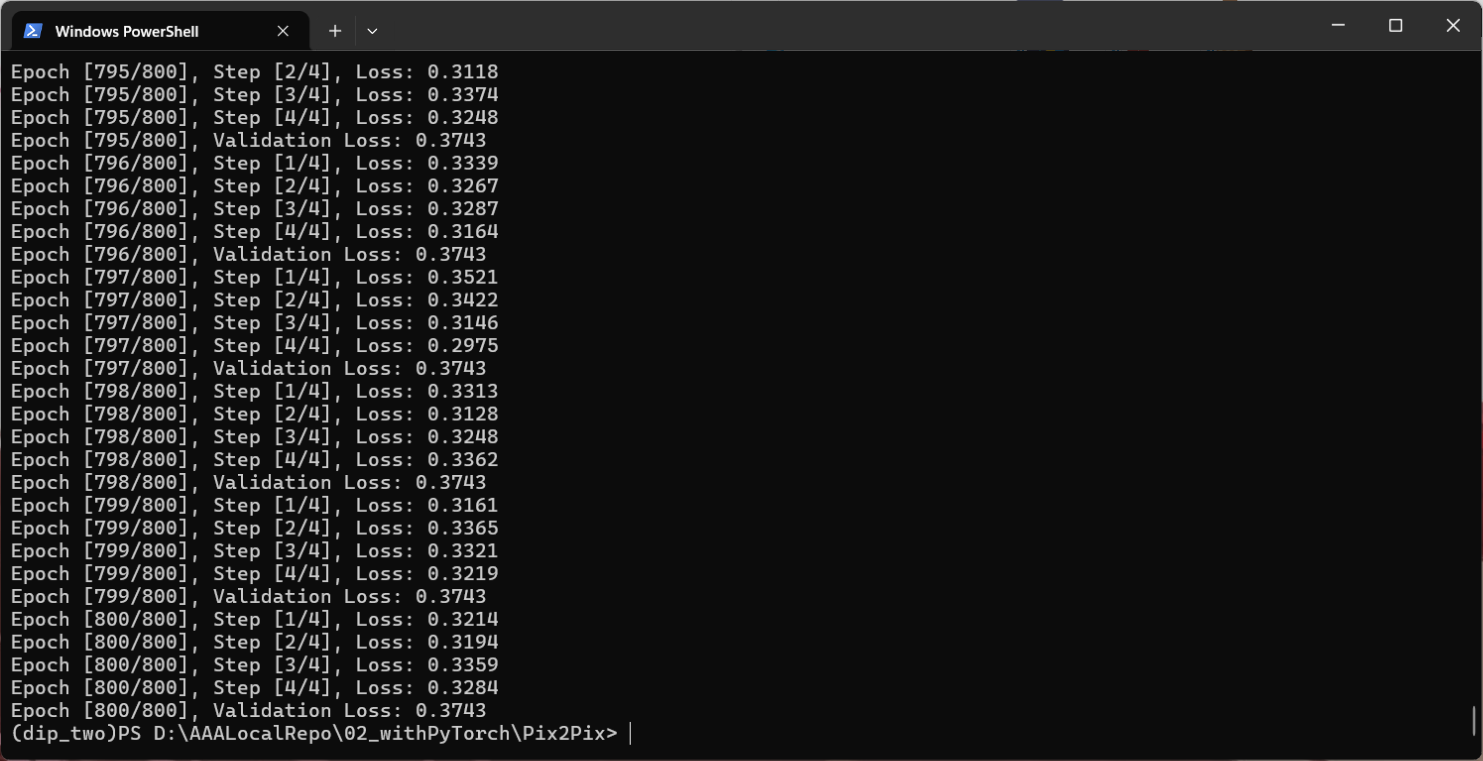 Windows PowerShell
Epoch [795/800], Step [2/4], Loss: 0.3118
Epoch [795/800], Step [3/4], Loss: 0.3374
Epoch [795/800], Step [4/4], Loss: 0.3248
Epoch [795/800], Validation Loss: 0.3743
Epoch [796/800], Step [1/4], Loss: 0.3339
Epoch [796/800], Step [2/4], Loss: 0.3267
Epoch [796/800], Step [3/4], Loss: 0.3287
Epoch [796/800], Step [4/4], Loss: 0.3164
Epoch [796/800], Validation Loss: 0.3743
Epoch [797/800], Step [1/4], Loss: 0.3521
Epoch [797/800], Step [2/4], Loss: 0.3422
Epoch [797/800], Step [3/4], Loss: 0.3146
Epoch [797/800], Step [4/4], Loss: 0.2975
Epoch [797/800], Validation Loss: 0.3743
Epoch [798/800], Step [1/4], Loss: 0.3313
Epoch [798/800], Step [2/4], Loss: 0.3128
Epoch [798/800], Step [3/4], Loss: 0.3248
Epoch [798/800], Step [4/4], Loss: 0.3362
Epoch [798/800], Validation Loss: 0.3743
Epoch [799/800], Step [1/4], Loss: 0.3161
Epoch [799/800], Step [2/4], Loss: 0.3365
Epoch [799/800], Step [3/4], Loss: 0.3321
Epoch [799/800], Step [4/4], Loss: 0.3219
Epoch [799/800], Validation Loss: 0.3743
Epoch [800/800], Step [1/4], Loss: 0.3214
Epoch [800/800], Step [2/4], Loss: 0.3194
Epoch [800/800], Step [3/4], Loss: 0.3359
Epoch [800/800], Step [4/4], Loss: 0.3284
Epoch [800/800], Validation Loss: 0.3743
(dip_two)PS D:\AAALocalRepo\02_withPyTorch\Pix2Pix>